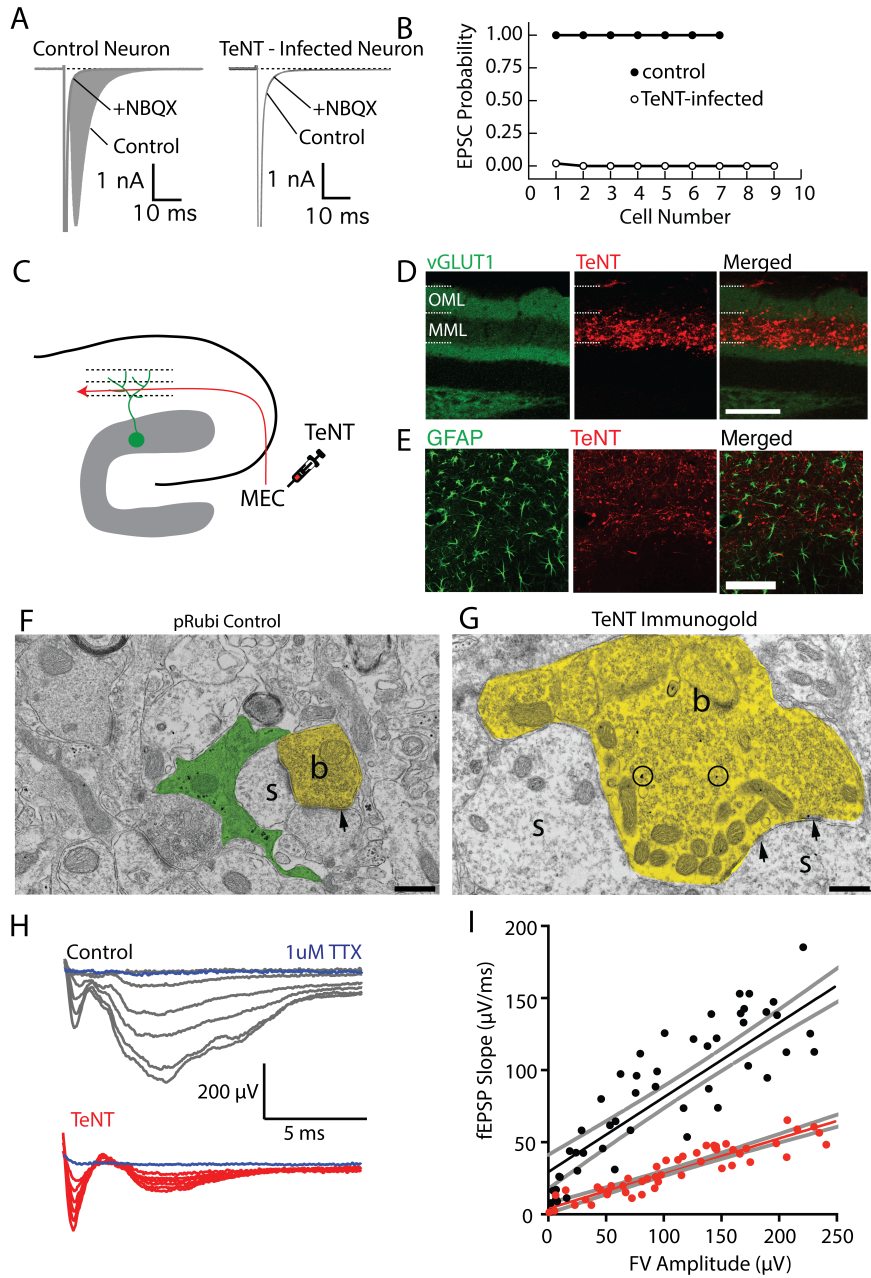 A
Control Neuron
TeNT - Infected Neuron
+NBQX
Control
1 nA
10 ms
+NBQX
Control
1 nA
10 ms
B
EPSC Probability
1.00
0.75
0.50
0.25
0.00
control
TeNT-infected
0 1 2 3 4 5 6 7 8 9 10
Cell Number
C
TeNT
MEC
D
vGLUT1
TeNT
Merged
OML
MML
E
GFAP
TeNT
Merged
F
pRubi Control
s
b
G
TeNT Immunogold
b
s
s
H
Control
1uM TTX
200 µV
5 ms
TeNT
I
fEPSP Slope (µV/ms)
200
150
100
50
0
0 50 100 150 200 250
FV Amplitude (µV)